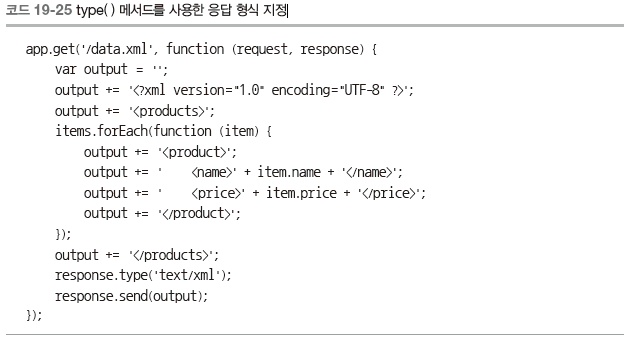 코드 19-25 type( ) 메서드를 사용한 응답 형식 지정
app.get('/data.xml', function (request, response) {
    var output = '';
    output += '<?xml version="1.0" encoding="UTF-8" ?>';
    output += '<products>';
    items.forEach(function (item) {
        output += '<product>';
        output += '    <name>' + item.name + '</name>';
        output += '    <price>' + item.price + '</price>';
        output += '</product>';
    });
    output += '</products>';
    response.type('text/xml');
    response.send(output);
});